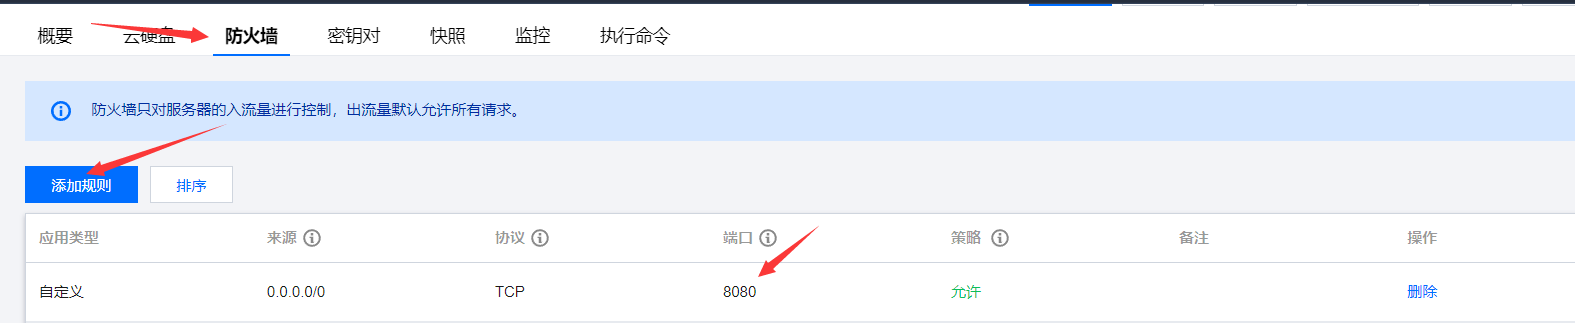 概要 云硬盘 防火墙 密钥对 快照 监控 执行命令
防火墙只对服务器的入流量进行控制，出流量默认允许所有请求。
添加规则 排序
应用类型 来源 协议 端口 策略 备注 操作
自定义 0.0.0.0/0 TCP 8080 允许 删除